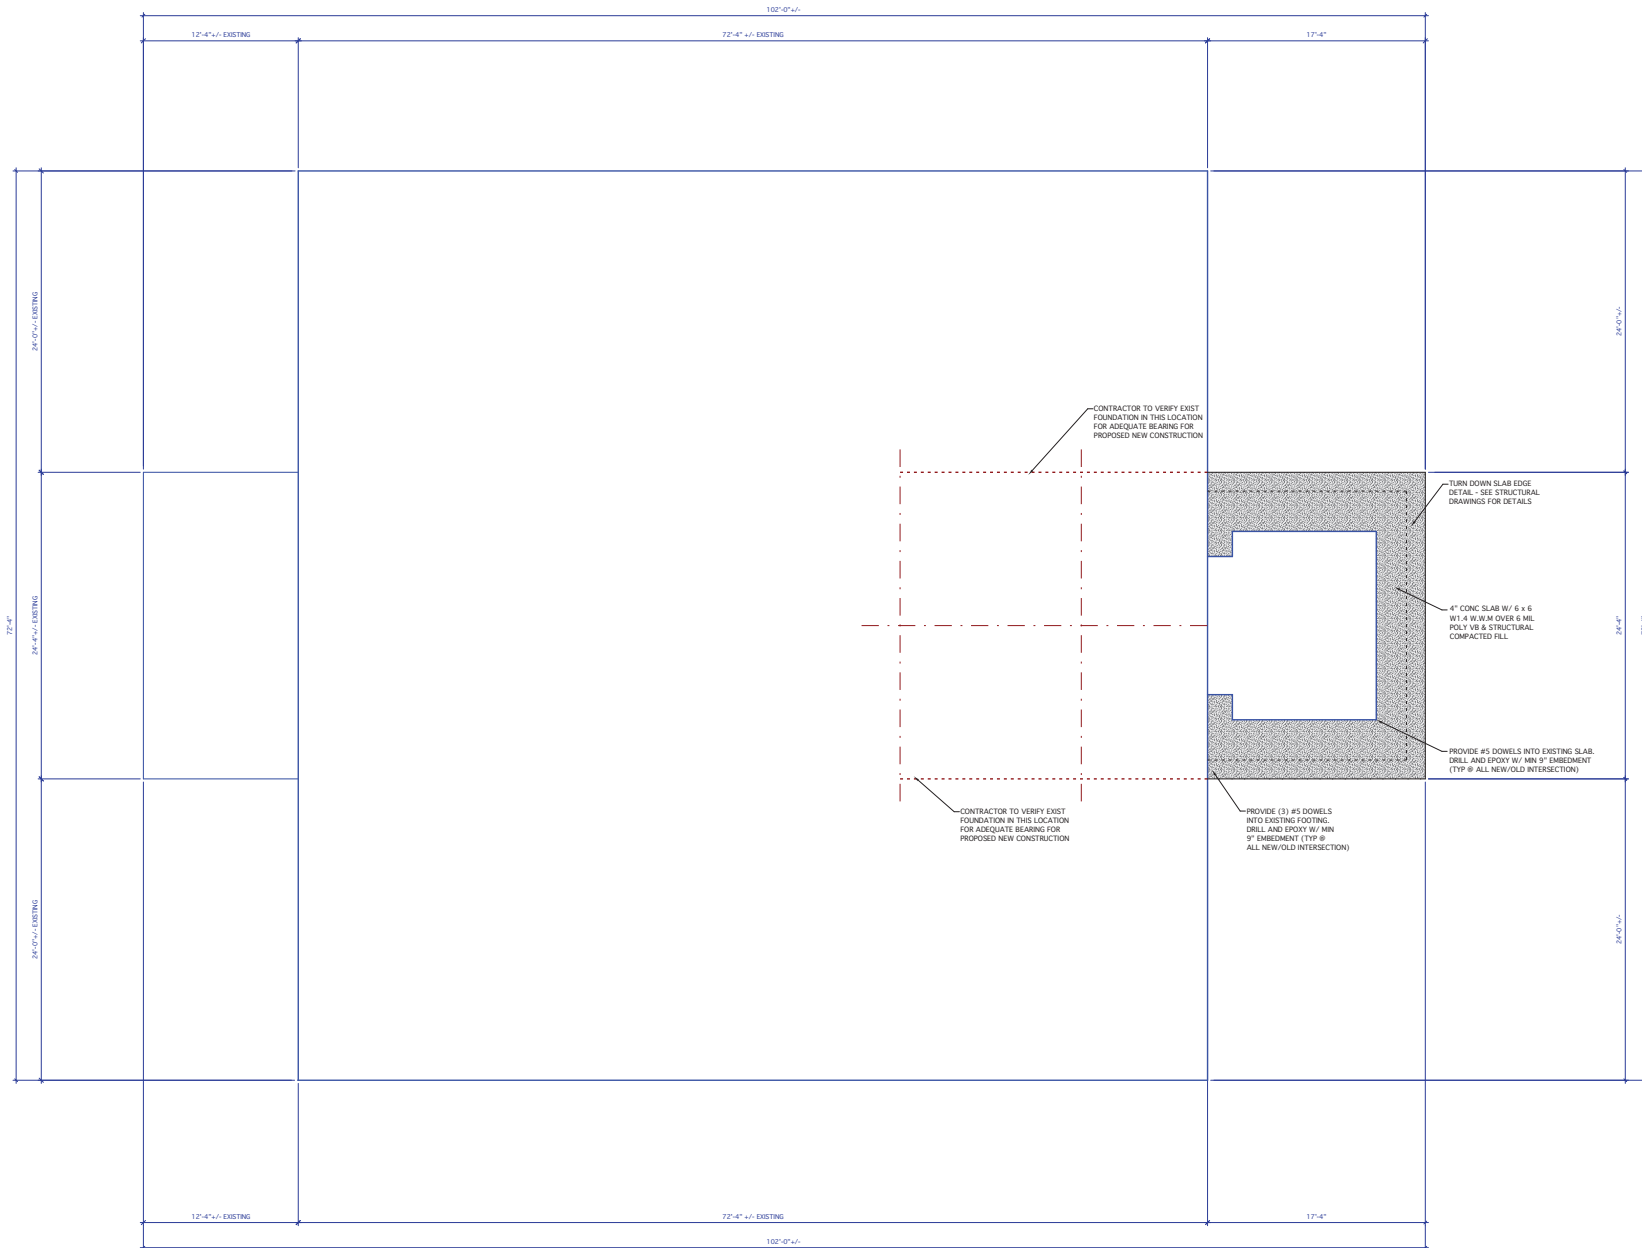 102'-0"+/-
12'-4"+/- EXISTING
72'-4" +/- EXISTING
17'-4"
24'-0"+/- EXISTING
24'-0"+/-
CONTRACTOR TO VERIFY EXIST
FOUNDATION IN THIS LOCATION
FOR ADEQUATE BEARING FOR
PROPOSED NEW CONSTRUCTION
TURN DOWN SLAB EDGE
DETAIL - SEE STRUCTURAL
DRAWINGS FOR DETAILS
72'-4"
24'-4"+/- EXISTING
4" CONC SLAB W/ 6 x 6
W1.4 W.W.M OVER 6 MIL
POLY VB & STRUCTURAL
COMPACTED FILL
24'-4"
PROVIDE #5 DOWELS INTO EXISTING SLAB.
DRILL AND EPOXY W/ MIN 9" EMBEDMENT
(TYP @ ALL NEW/OLD INTERSECTION)
CONTRACTOR TO VERIFY EXIST
FOUNDATION IN THIS LOCATION
FOR ADEQUATE BEARING FOR
PROPOSED NEW CONSTRUCTION
PROVIDE (3) #5 DOWELS
INTO EXISTING FOOTING.
DRILL AND EPOXY W/ MIN
9" EMBEDMENT (TYP @
ALL NEW/OLD INTERSECTION)
24'-0"+/- EXISTING
24'-0"+/-
12'-4"+/- EXISTING
72'-4" +/- EXISTING
17'-4"
102'-0"+/-